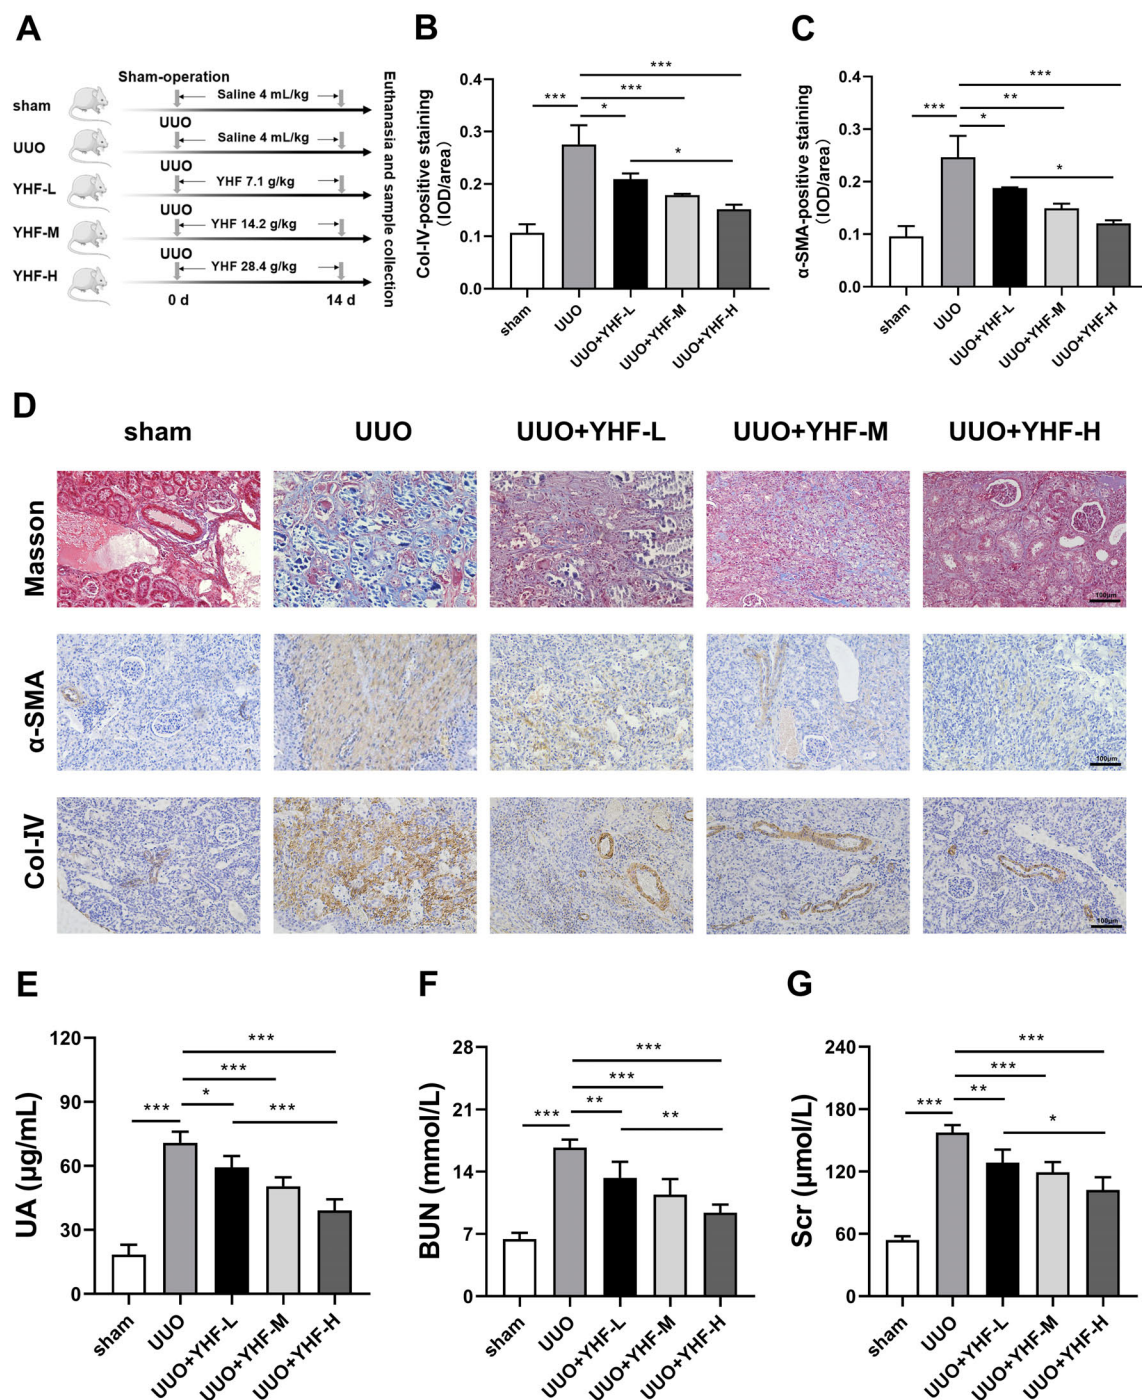 A
Sham-operation
sham
Saline 4 mL/kg
UUO
UUO
Saline 4 mL/kg
UUO
YHF-L
YHF 7.1 g/kg
UUO
YHF-M
YHF 14.2 g/kg
UUO
YHF-H
YHF 28.4 g/kg
0 d
14 d
Euthanasia and sample collection
B
Col-IV-positive staining
(IOD/area)
0.4
0.3
0.2
0.1
0.0
***
***
***
*
*
sham
UUO
UUO+YHF-L
UUO+YHF-M
UUO+YHF-H
C
α-SMA-positive staining
(IOD/area)
0.4
0.3
0.2
0.1
0.0
***
**
***
*
*
sham
UUO
UUO+YHF-L
UUO+YHF-M
UUO+YHF-H
D
sham
UUO
UUO+YHF-L
UUO+YHF-M
UUO+YHF-H
Masson
100μm
α-SMA
100μm
Col-IV
100μm
E
UA (μg/mL)
120
90
60
30
0
***
***
*
***
***
sham
UUO
UUO+YHF-L
UUO+YHF-M
UUO+YHF-H
F
BUN (mmol/L)
28
21
14
7
0
***
***
**
***
**
sham
UUO
UUO+YHF-L
UUO+YHF-M
UUO+YHF-H
G
Scr (μmol/L)
240
180
120
60
0
***
***
**
***
*
sham
UUO
UUO+YHF-L
UUO+YHF-M
UUO+YHF-H